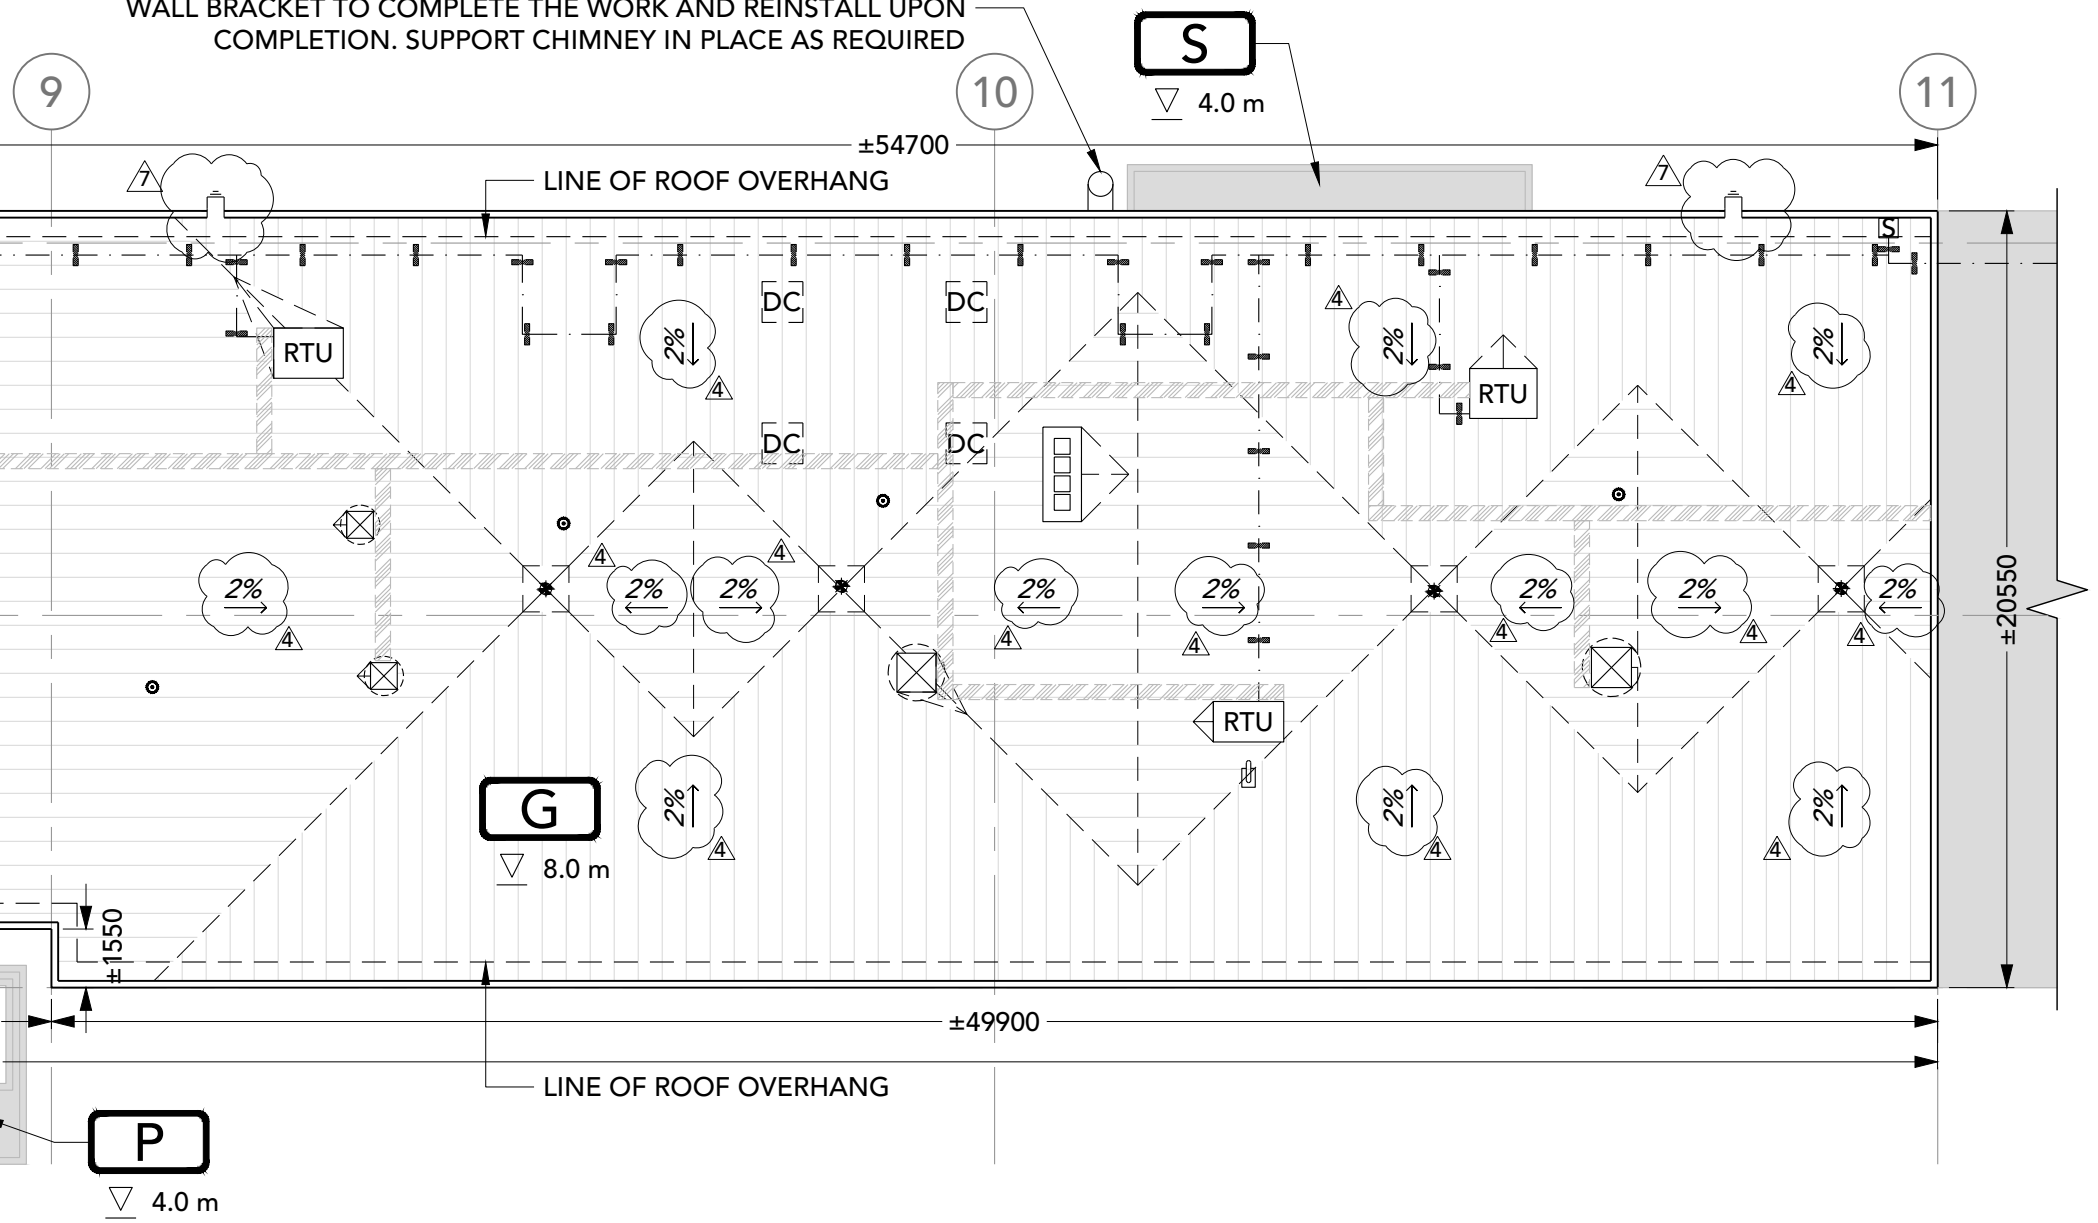 WALL BRACKET TO COMPLETE THE WORK AND REINSTALL UPON
COMPLETION. SUPPORT CHIMNEY IN PLACE AS REQUIRED
S
4.0 m
9
10
11
±54700
7
LINE OF ROOF OVERHANG
7
S
DC
DC
4
2%
2%
2%
RTU
4
4
RTU
DC
DC
4
4
2%
2%
2%
2%
2%
2%
2%
2%
4
4
4
4
4
4
±20550
RTU
G
8.0 m
2%
4
2%
4
2%
4
±1550
±49900
LINE OF ROOF OVERHANG
P
4.0 m